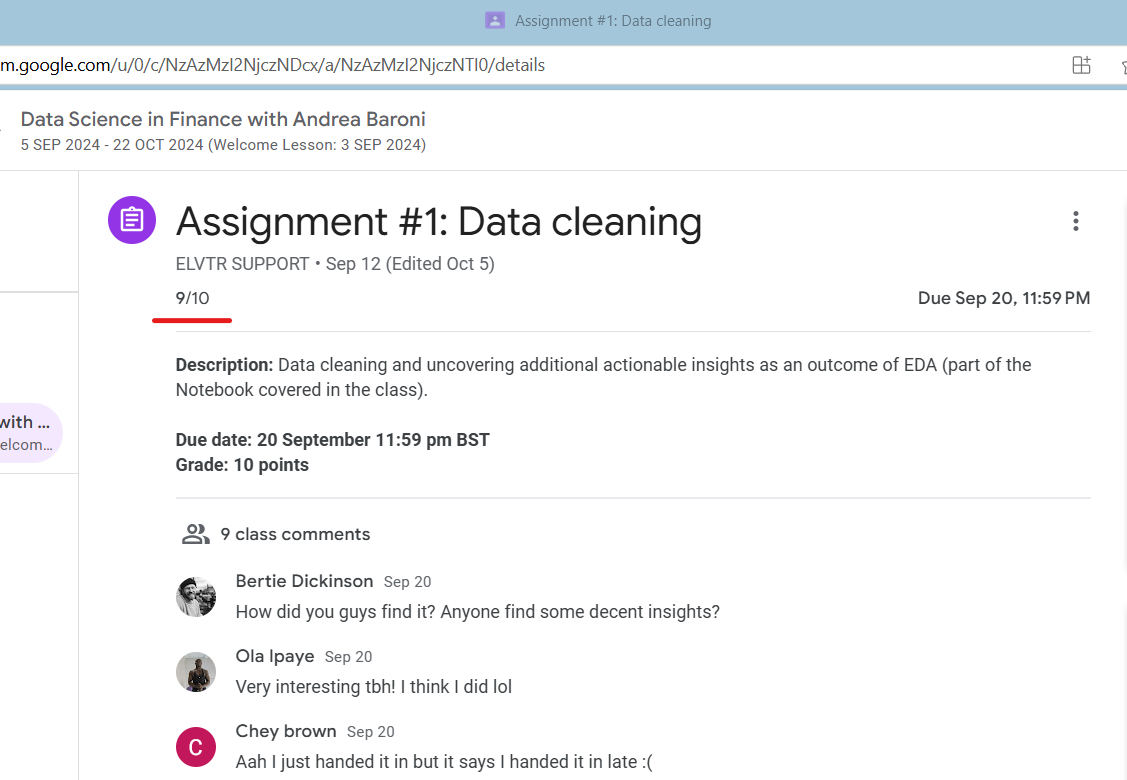 Assignment #1: Data cleaning
m.google.com/u/0/c/NzAzMzI2NjczNDcx/a/NzAzMzI2NjczNTI0/details
Data Science in Finance with Andrea Baroni
5 SEP 2024 - 22 OCT 2024 (Welcome Lesson: 3 SEP 2024)
Assignment #1: Data cleaning
ELVTR SUPPORT • Sep 12 (Edited Oct 5)
9/10
Due Sep 20, 11:59 PM
Description: Data cleaning and uncovering additional actionable insights as an outcome of EDA (part of the
Notebook covered in the class).
with ...
elcom...
Due date: 20 September 11:59 pm BST
Grade: 10 points
9 class comments
Bertie Dickinson Sep 20
How did you guys find it? Anyone find some decent insights?
Ola Ipaye Sep 20
Very interesting tbh! I think I did lol
C
Chey brown Sep 20
Aah I just handed it in but it says I handed it in late :(